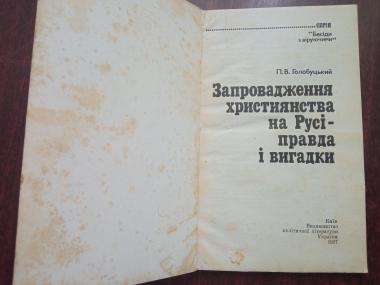 СЕРІЯ
"Бесіди
з віруючими"
П.В. Голобуцький
Запровадження
християнства
на Русі-
правда
і вигадки
Київ
Видавництво
політичної літератури
України
1987